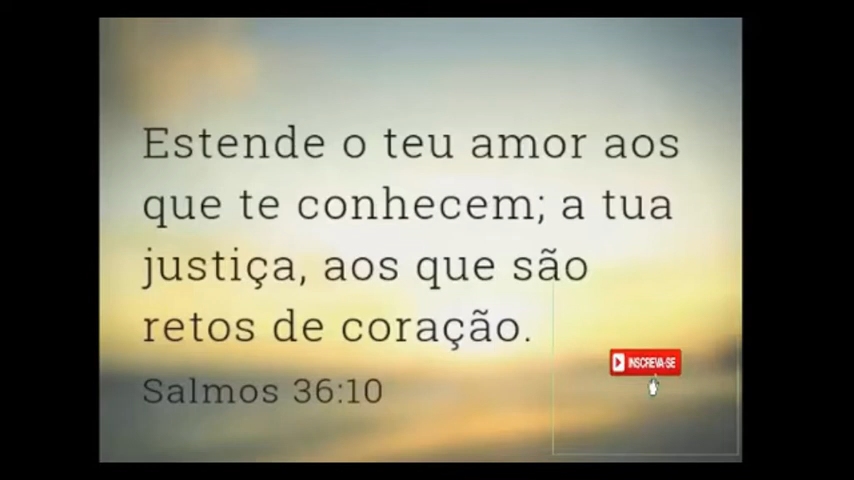 Estende o teu amor aos
que te conhecem; a tua
justiça, aos que são
retos de coração.
Salmos 36:10
INSCREVA-SE